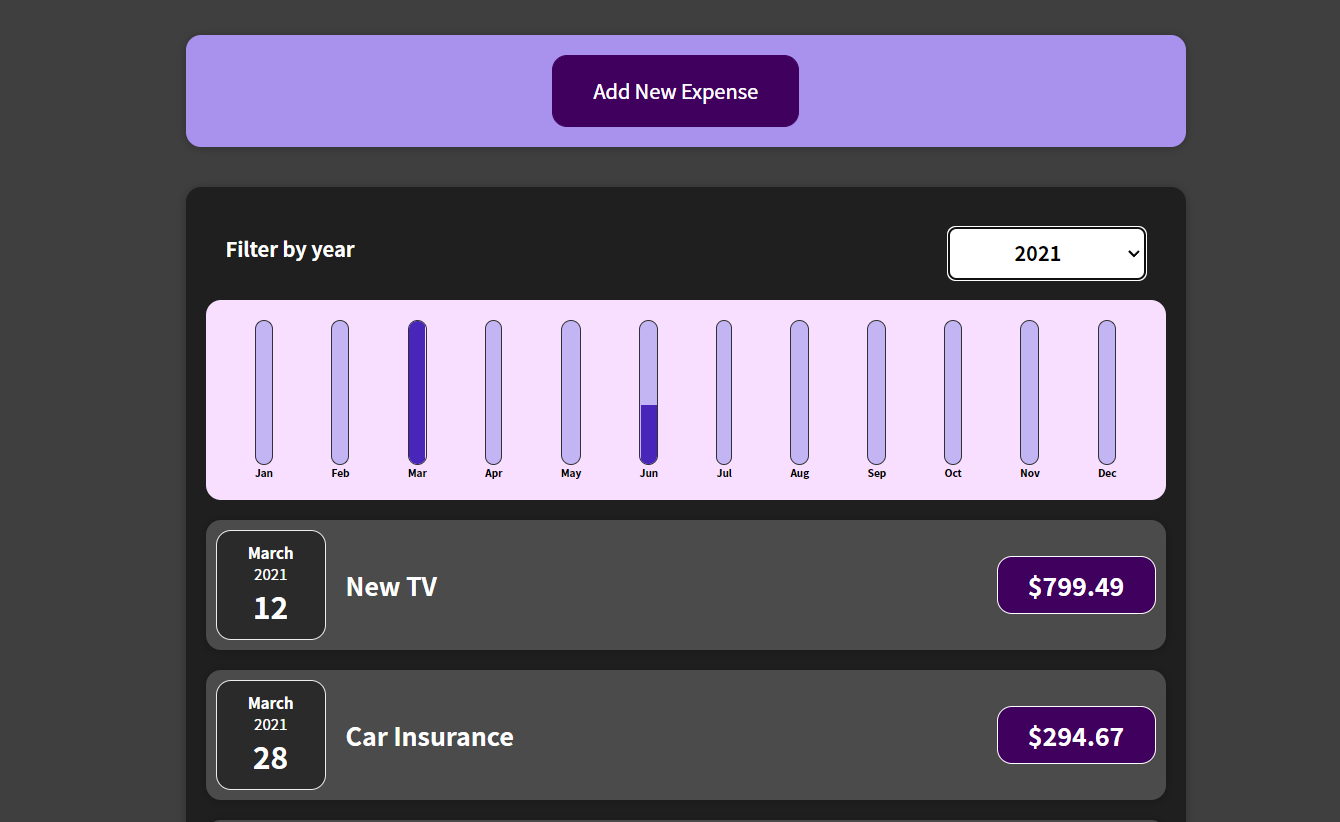 Add New Expense
Filter by year
2021
Jan Feb Mar Apr May Jun Jul Aug Sep Oct Nov Dec
March
2021
12
New TV
$799.49
March
2021
28
Car Insurance
$294.67